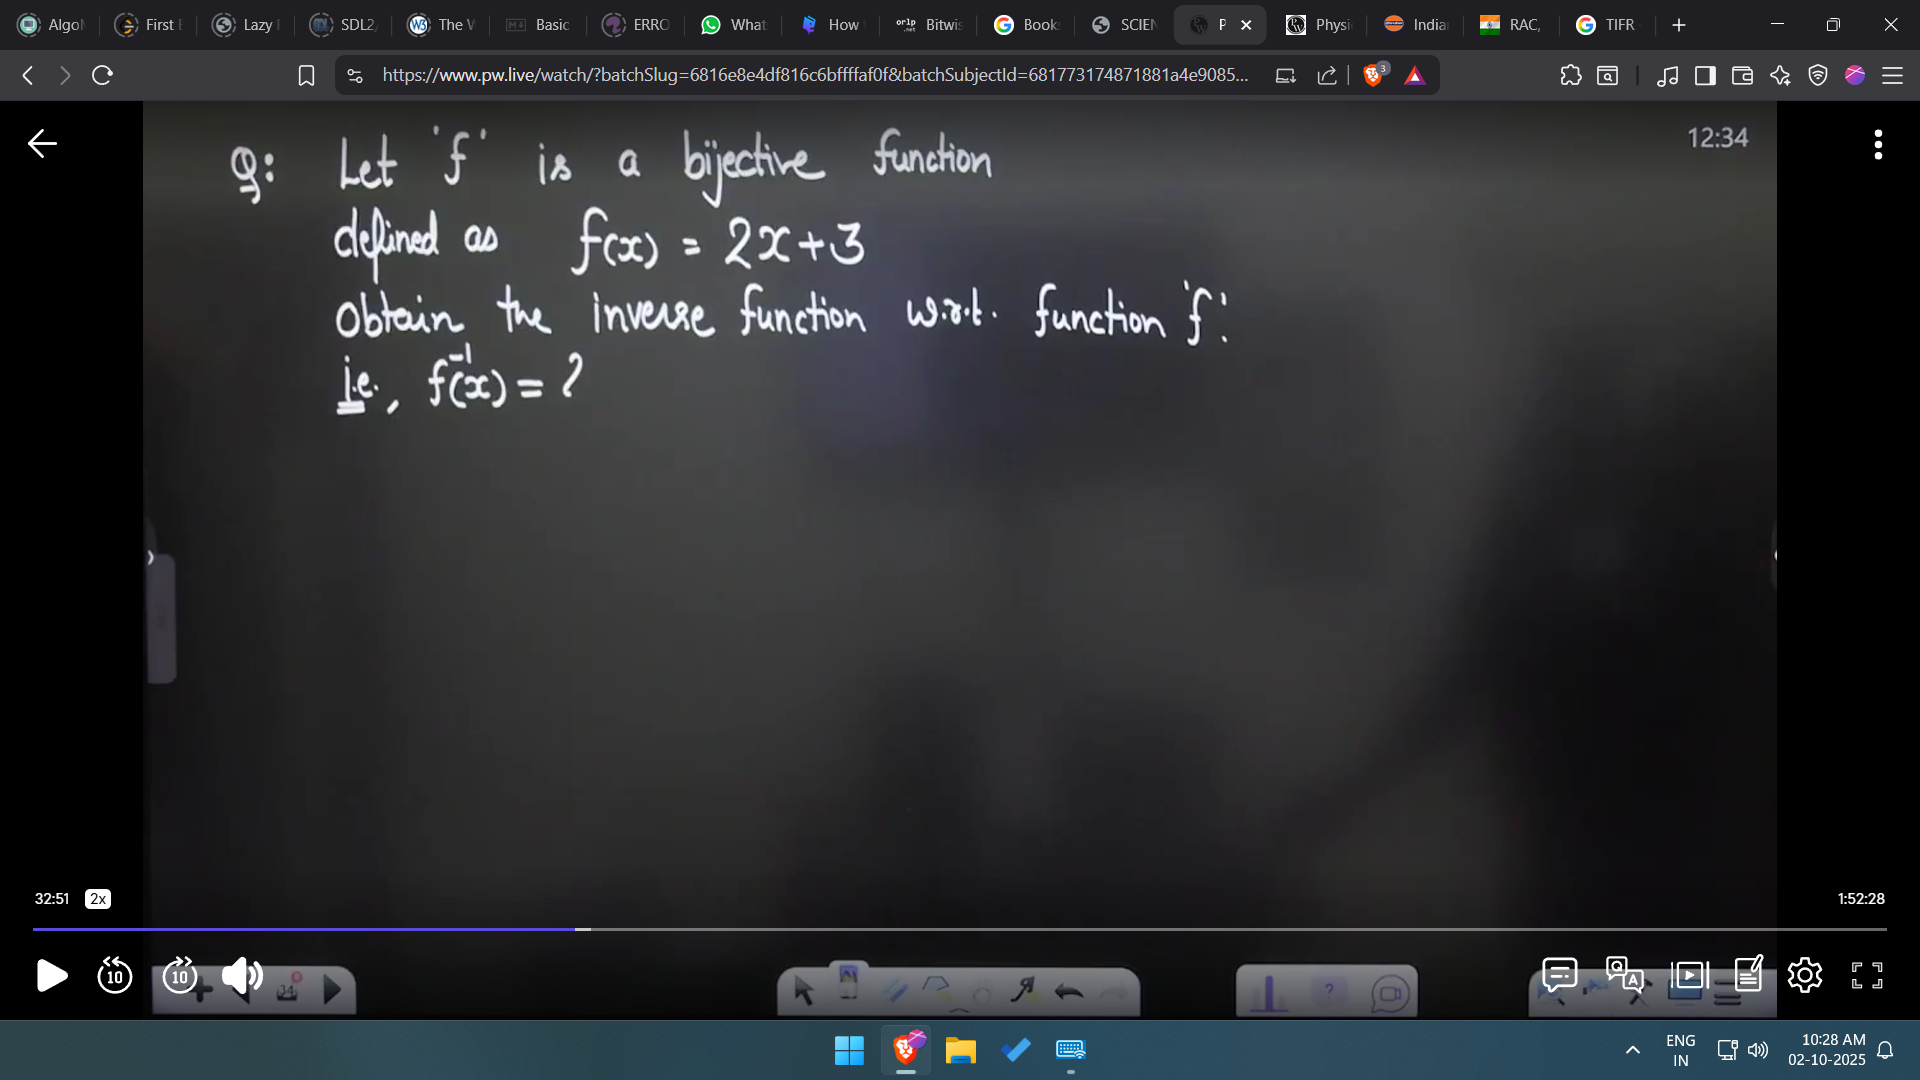 Algo
First
Lazy
SDL2,
The W
Basic
ERRO
What
How
Bitwis
Book
SCIEN
P
Physi
India
RAC,
TIFR
https://www.pw.live/watch/?batchSlug=6816e8e4df816c6bffffaf0f&batchSubjectId=681773174871881a4e9085...
3
12:34
Q: Let 'f' is a bijective function
defined as f(x) = 2x+3
Obtain the inverse function w.r.t. function 'f'.
i.e., f⁻¹(x) = ?
32:51 2x
1:52:28
10
10
34
?
ENG
IN
10:28 AM
02-10-2025